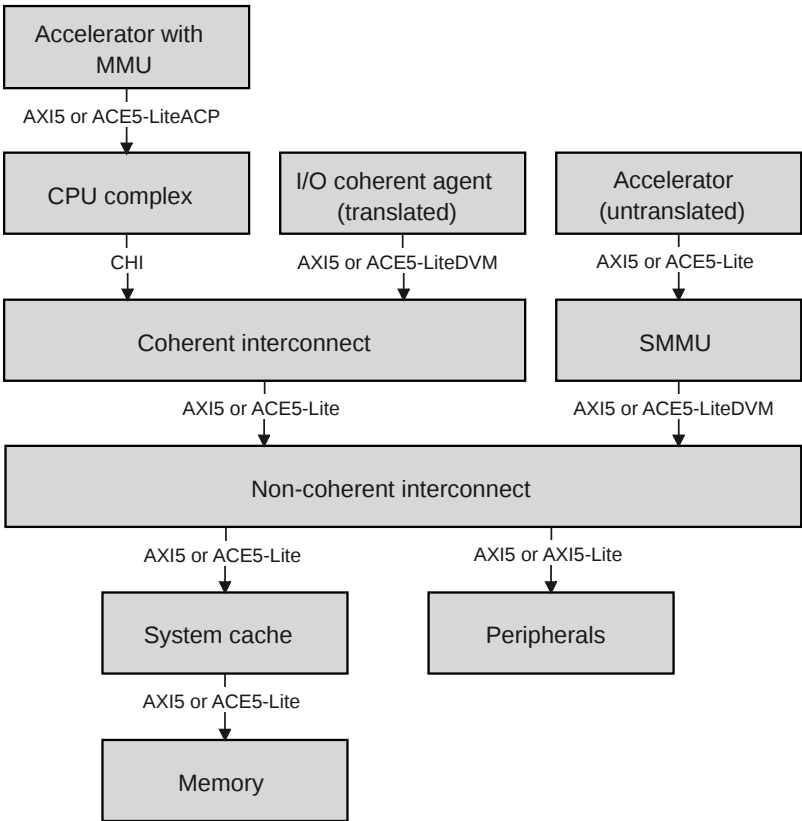 Accelerator with
MMU
AXI5 or ACE5-LiteACP
CPU complex
I/O coherent agent
(translated)
Accelerator
(untranslated)
CHI
AXI5 or ACE5-LiteDVM
AXI5 or ACE5-Lite
Coherent interconnect
SMMU
AXI5 or ACE5-Lite
AXI5 or ACE5-LiteDVM
Non-coherent interconnect
AXI5 or ACE5-Lite
AXI5 or AXI5-Lite
System cache
Peripherals
AXI5 or ACE5-Lite
Memory